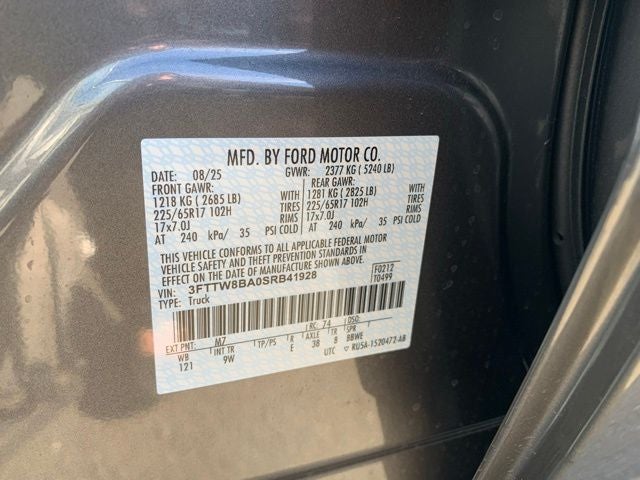 MFD. BY FORD MOTOR CO.
DATE: 08/25 GVWR: 2377 KG ( 5240 LB)
FRONT GAWR: REAR GAWR:
1218 KG ( 2685 LB) WITH 1281 KG ( 2825 LB) WITH
225/65R17 102H TIRES 225/65R17 102H TIRES
17x7.0J RIMS 17x7.0J RIMS
AT 240 kPa/ 35 PSI COLD AT 240 kPa/ 35 PSI COLD
THIS VEHICLE CONFORMS TO ALL APPLICABLE FEDERAL MOTOR
VEHICLE SAFETY AND THEFT PREVENTION STANDARDS IN
EFFECT ON THE DATE OF MANUFACTURE SHOWN ABOVE.
VIN: 3FTTW8BA0SRB41928 F0212
TYPE: Truck T0499
EXT PNT: M7 RC: 74 DSO:
WB INT TR TP/PS R AXLE TR SPR
121 9W E 38 8 BBWE
UTC ▽ RU5A-1520472-AB